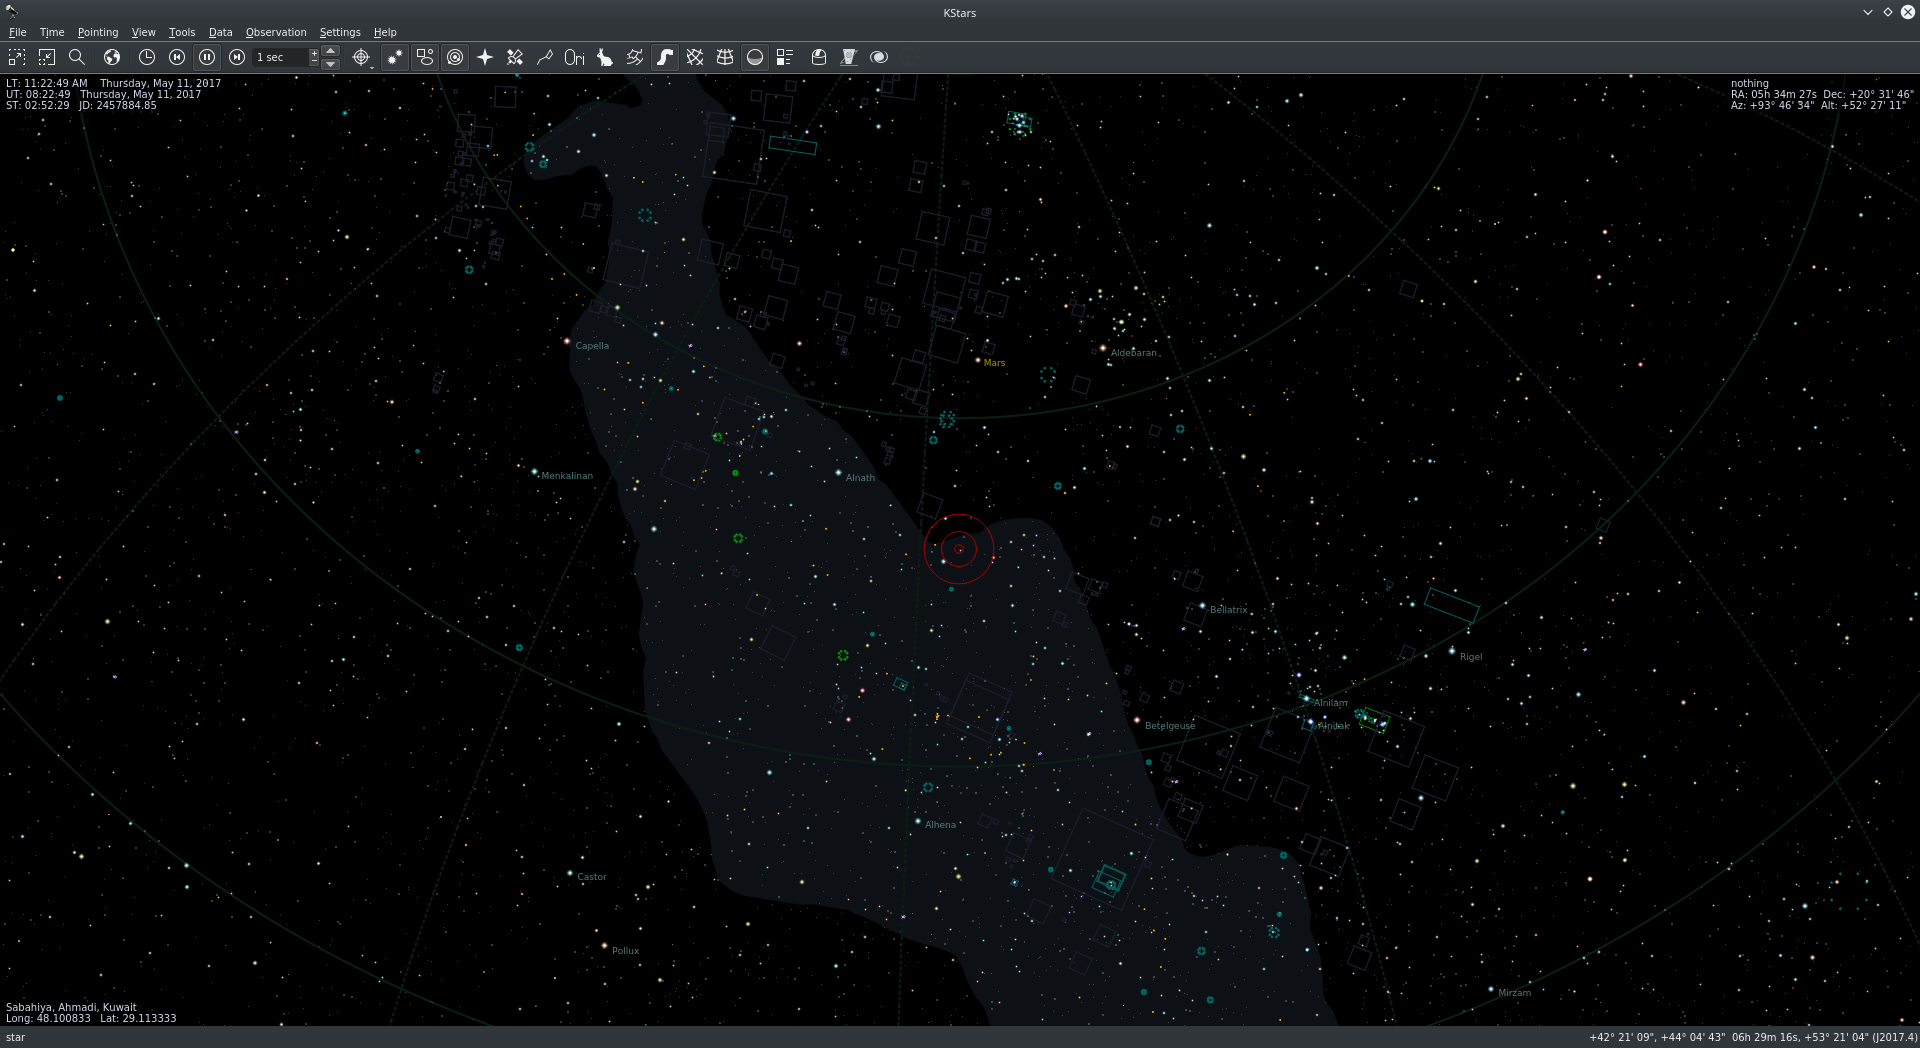 KStars
File Time Pointing View Tools Data Observation Settings Help
1 sec Ori
LT: 11:22:49 AM Thursday, May 11, 2017
UT: 08:22:49 Thursday, May 11, 2017
ST: 02:52:29 JD: 2457884.85
nothing
RA: 05h 34m 27s Dec: +20° 31' 46"
Az: +93° 46' 34" Alt: +52° 27' 11"
Capella
Mars
Aldebaran
Menkalinan
Alnath
Bellatrix
Rigel
Alnilam
Betelgeuse
Alnitak
Alhena
Castor
Pollux
Mirzam
Sabahiya, Ahmadi, Kuwait
Long: 48.100833 Lat: 29.113333
star
+42° 21' 09", +44° 04' 43" 06h 29m 16s, +53° 21' 04" (J2017.4)